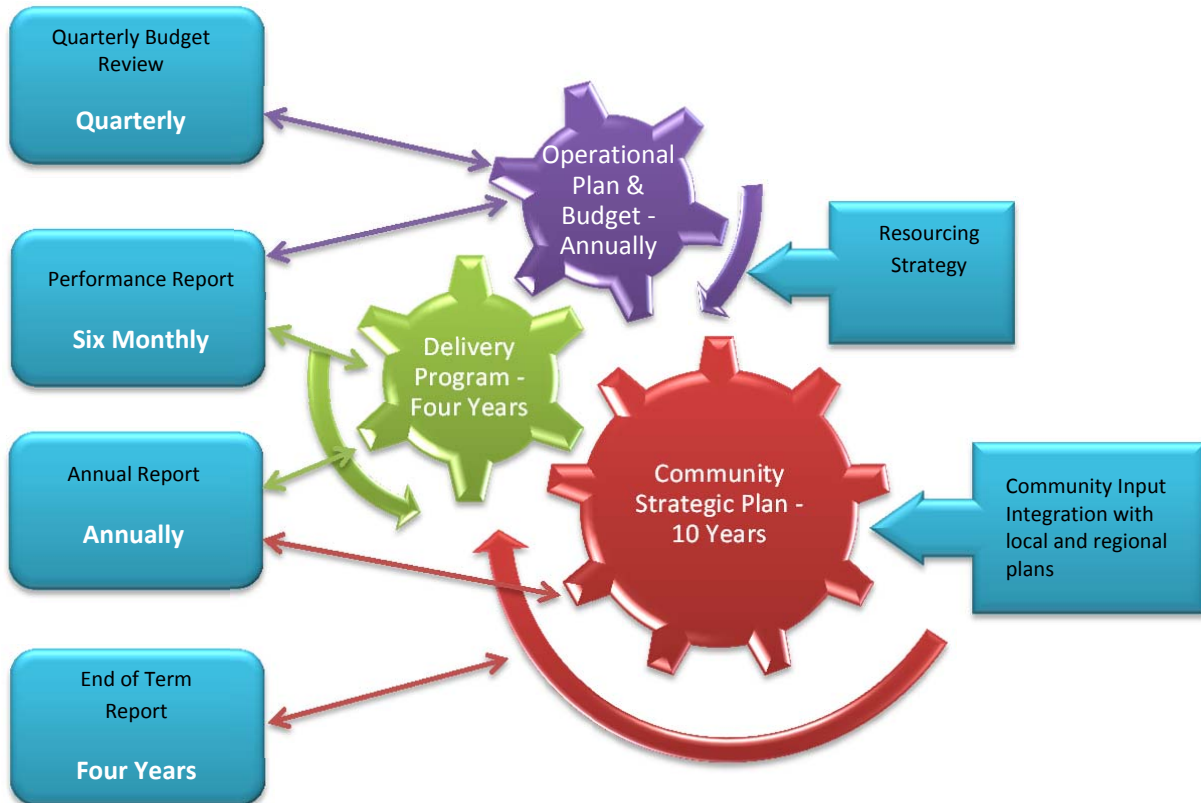 Quarterly Budget
Review
Quarterly
Performance Report
Six Monthly
Annual Report
Annually
End of Term
Report
Four Years
Operational
Plan &
Budget -
Annually
Delivery
Program -
Four Years
Community
Strategic Plan -
10 Years
Resourcing
Strategy
Community Input
Integration with
local and regional
plans